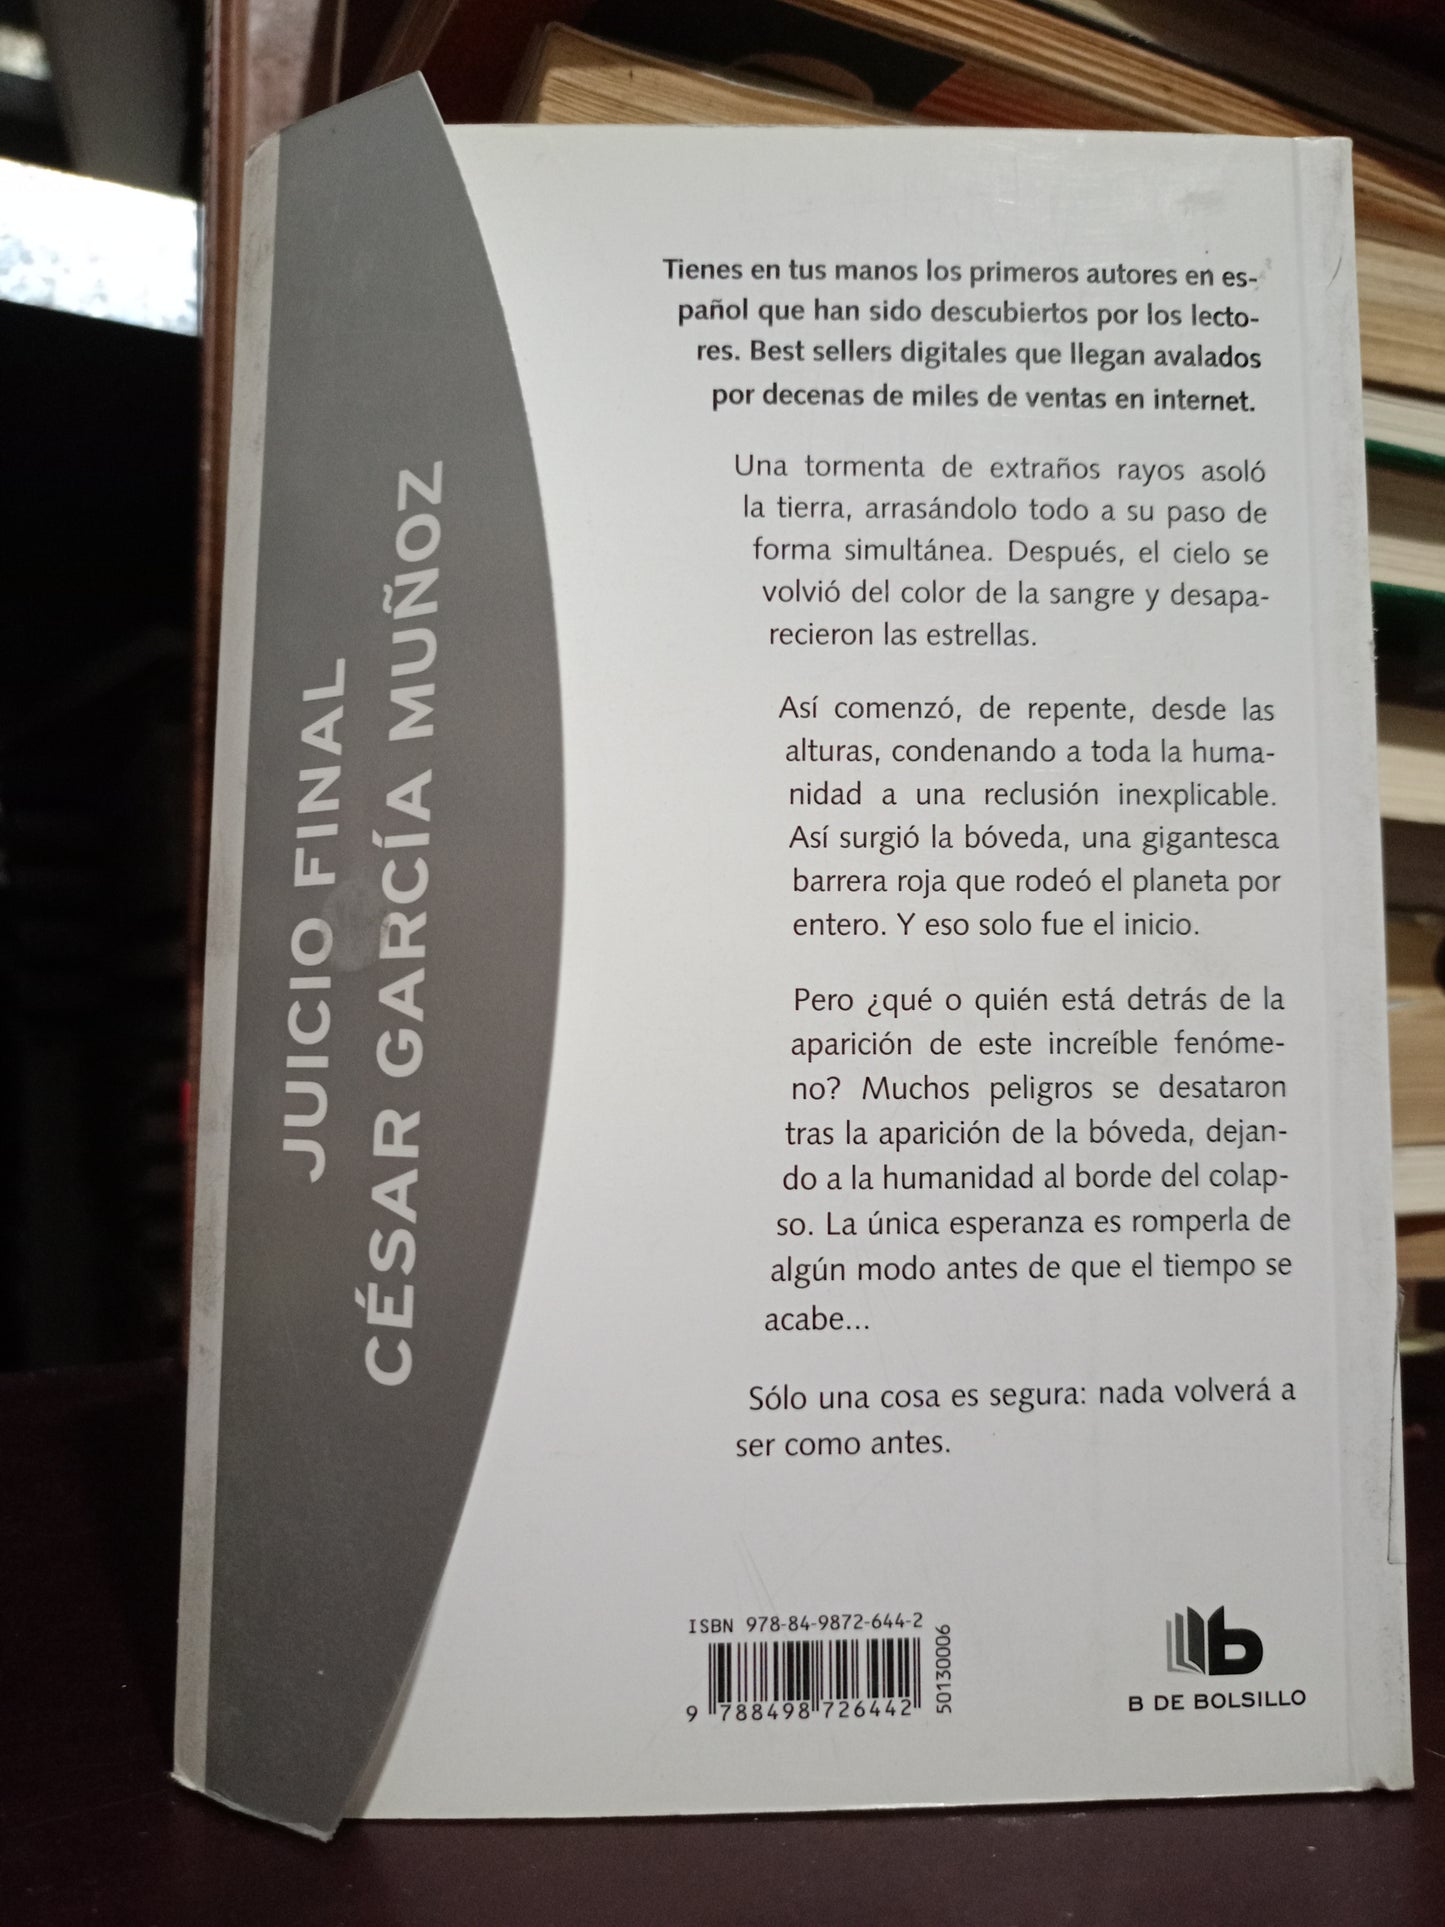 JUICIO FINAL
CÉSAR GARCÍA MUÑOZ
Tienes en tus manos los primeros autores en es-
pañol que han sido descubiertos por los lecto-
res. Best sellers digitales que llegan avalados
por decenas de miles de ventas en internet.
Una tormenta de extraños rayos asoló
la tierra, arrasándolo todo a su paso de
forma simultánea. Después, el cielo se
volvió del color de la sangre y desapa-
recieron las estrellas.
Así comenzó, de repente, desde las
alturas, condenando a toda la huma-
nidad a una reclusión inexplicable.
Así surgió la bóveda, una gigantesca
barrera roja que rodeó el planeta por
entero. Y eso solo fue el inicio.
Pero ¿qué o quién está detrás de la
aparición de este increíble fenóme-
no? Muchos peligros se desataron
tras la aparición de la bóveda, dejan-
do a la humanidad al borde del colap-
so. La única esperanza es romperla de
algún modo antes de que el tiempo se
acabe...
Sólo una cosa es segura: nada volverá a
ser como antes.
ISBN 978-84-9872-644-2
9 788498 726442
50130006
b
B DE BOLSILLO